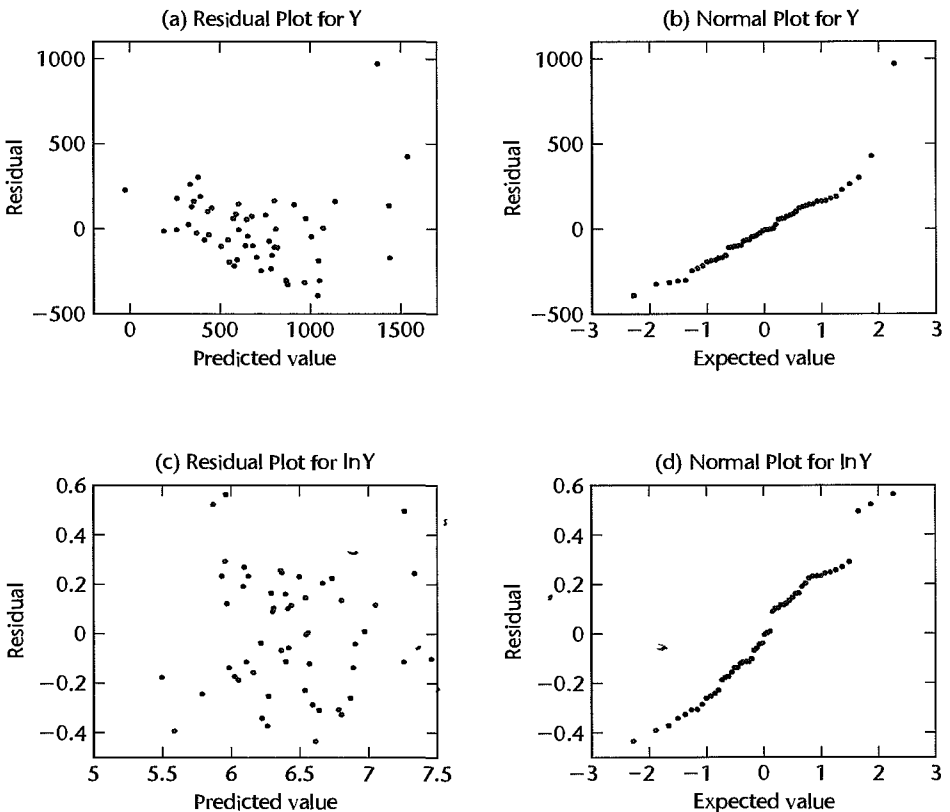 (a) Residual Plot for Y
1000
500
0
−500
Residual
0 500 1000 1500
Predicted value
(b) Normal Plot for Y
1000
500
0
−500
Residual
−3 −2 −1 0 1 2 3
Expected value
(c) Residual Plot for lnY
0.6
0.4
0.2
0
−0.2
−0.4
Residual
5 5.5 6 6.5 7 7.5
Predicted value
(d) Normal Plot for lnY
0.6
0.4
0.2
0
−0.2
−0.4
Residual
−3 −2 −1 0 1 2 3
Expected value